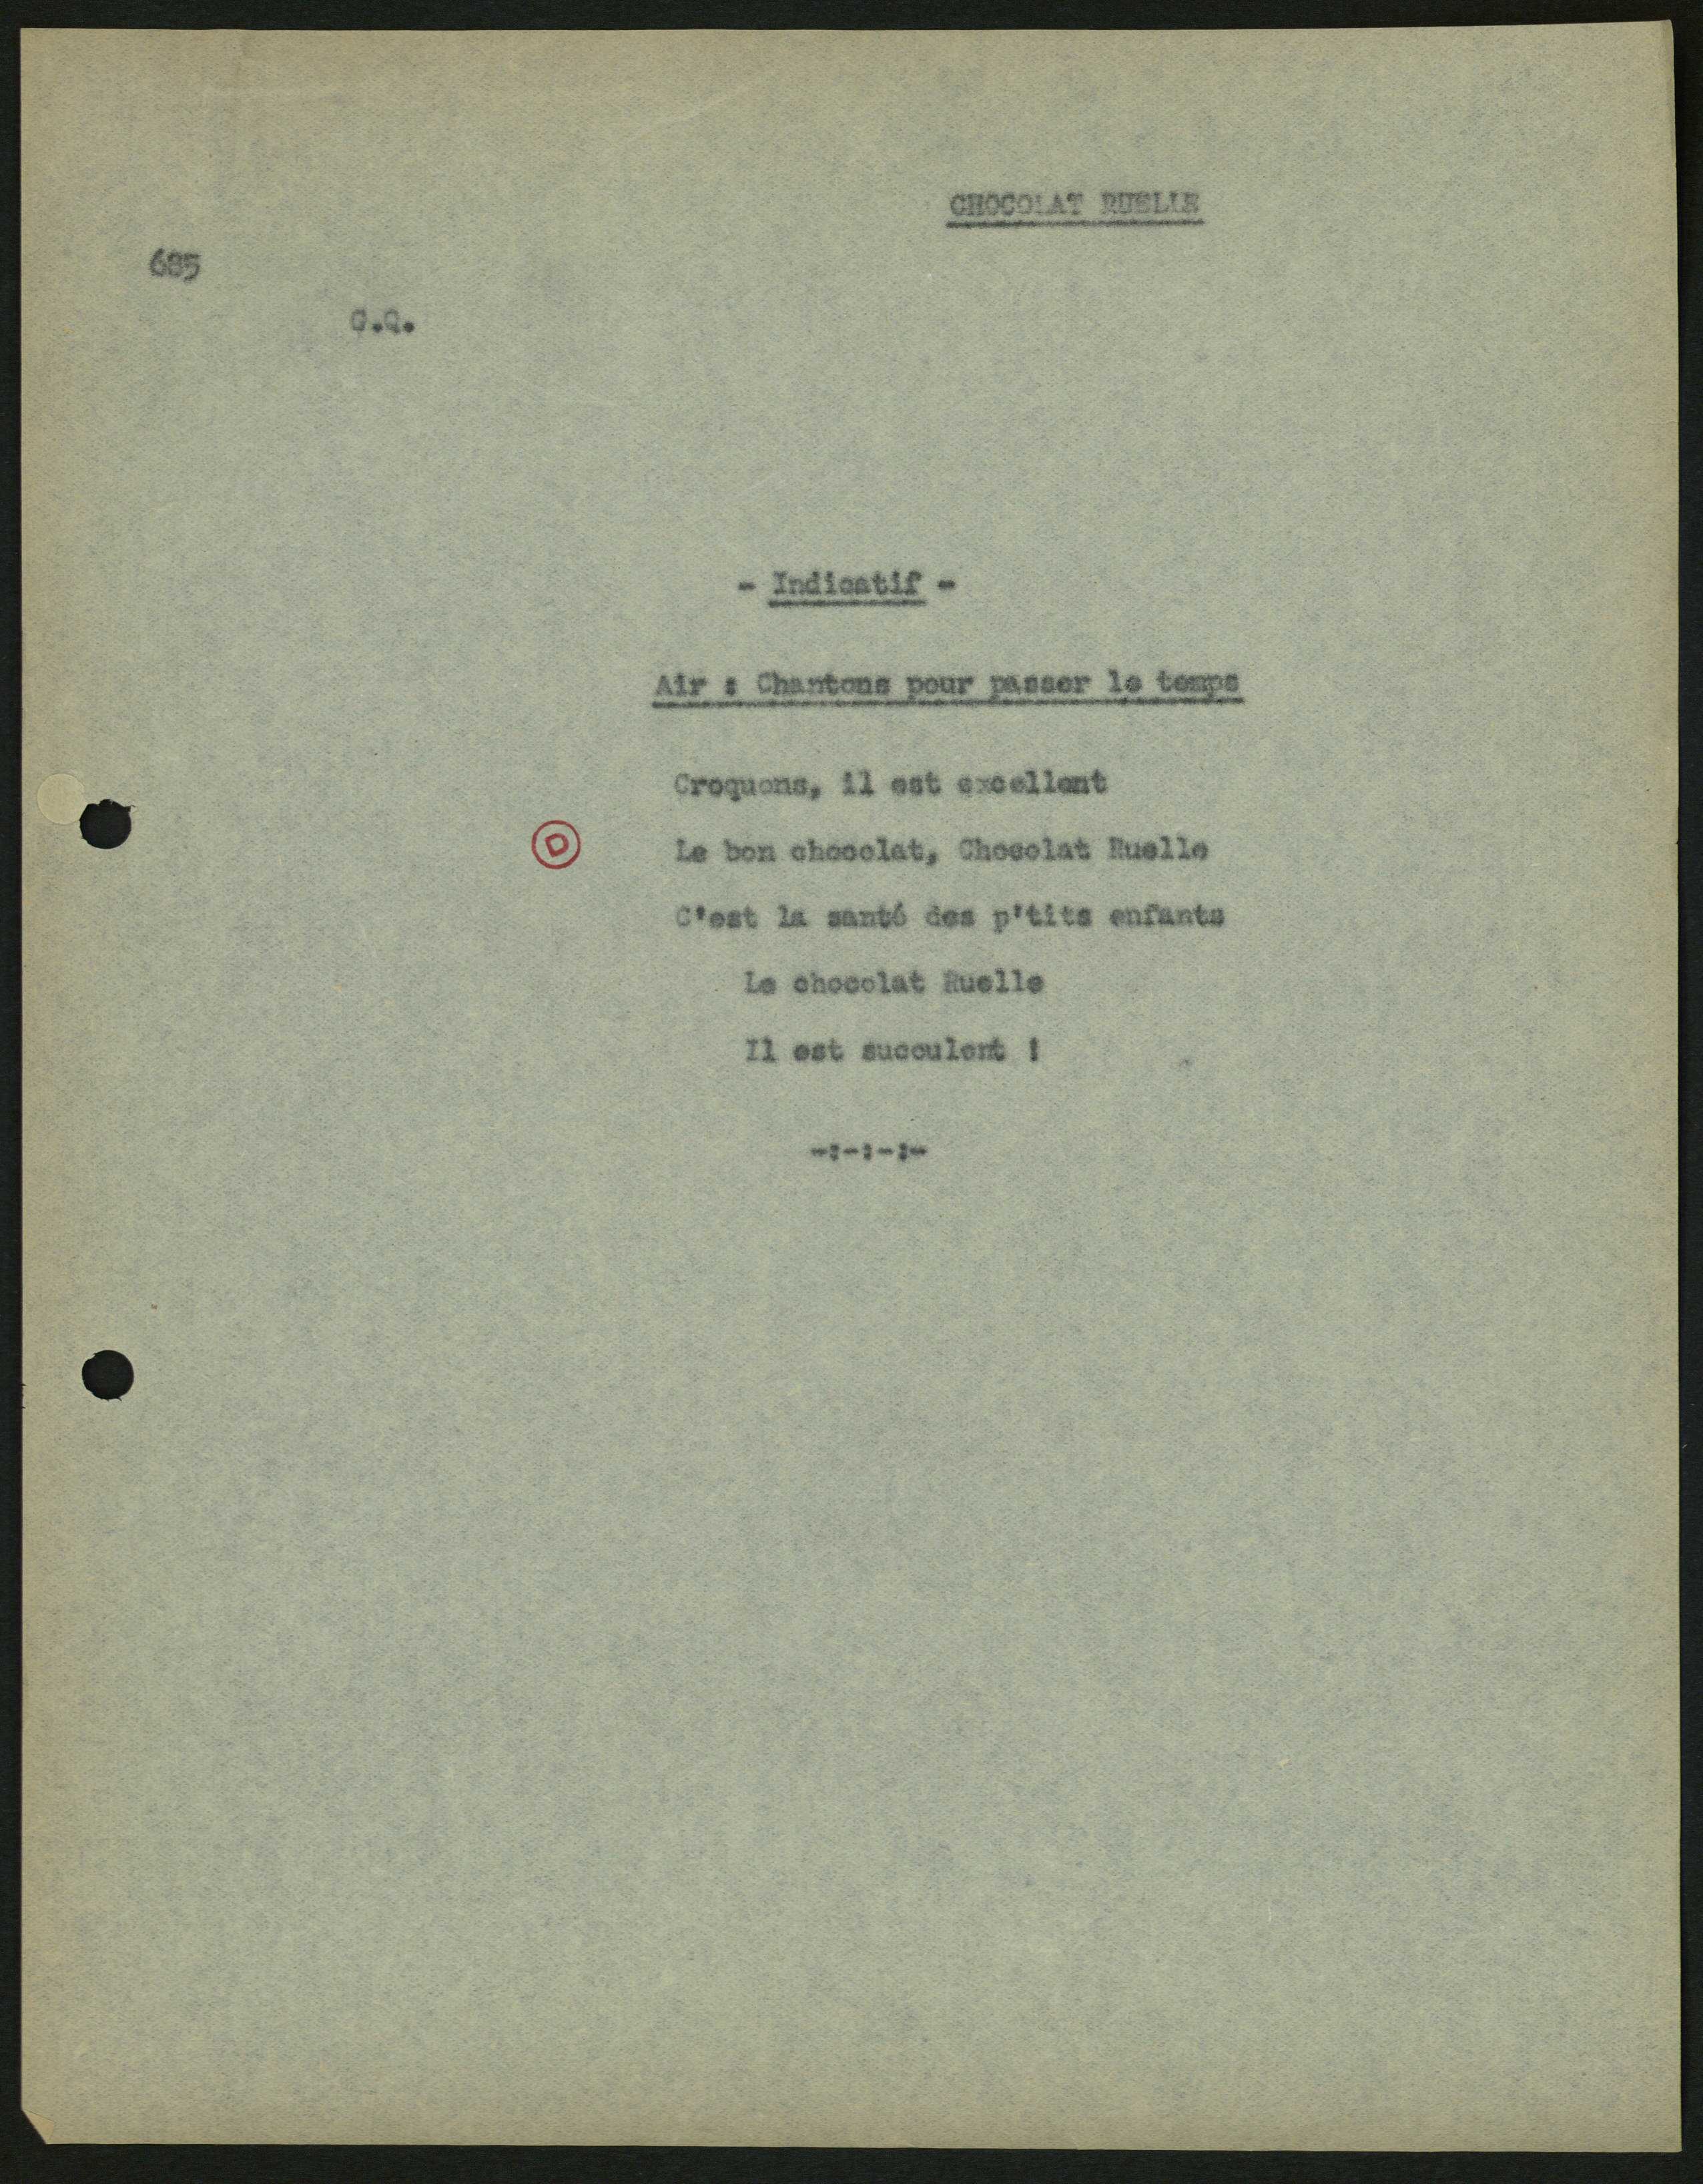 CHOCOLAT RUELLE
685
G.Q.
- Indicatif -
Air : Chantons pour passer le temps
Croquons, il est excellent
D
Le bon chocolat, Chocolat Ruelle
C'est la santé des p'tits enfants
Le chocolat Ruelle
Il est succulent !
-:-:-:-